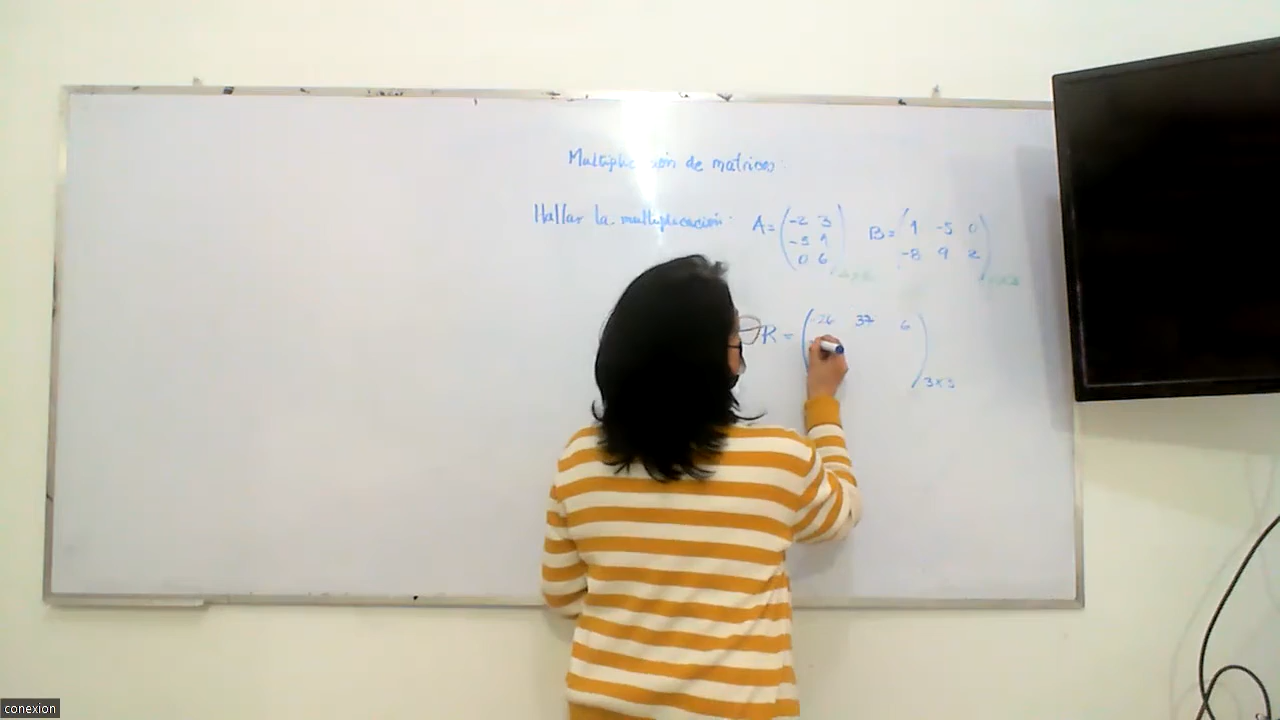 Multiplicación de matrices:
Hallar la multiplicación: A = (-2 3 B = (1 -5 0
-5 1 -8 9 2)
0 6)
R = (-26 37 6
)3x3
conexion